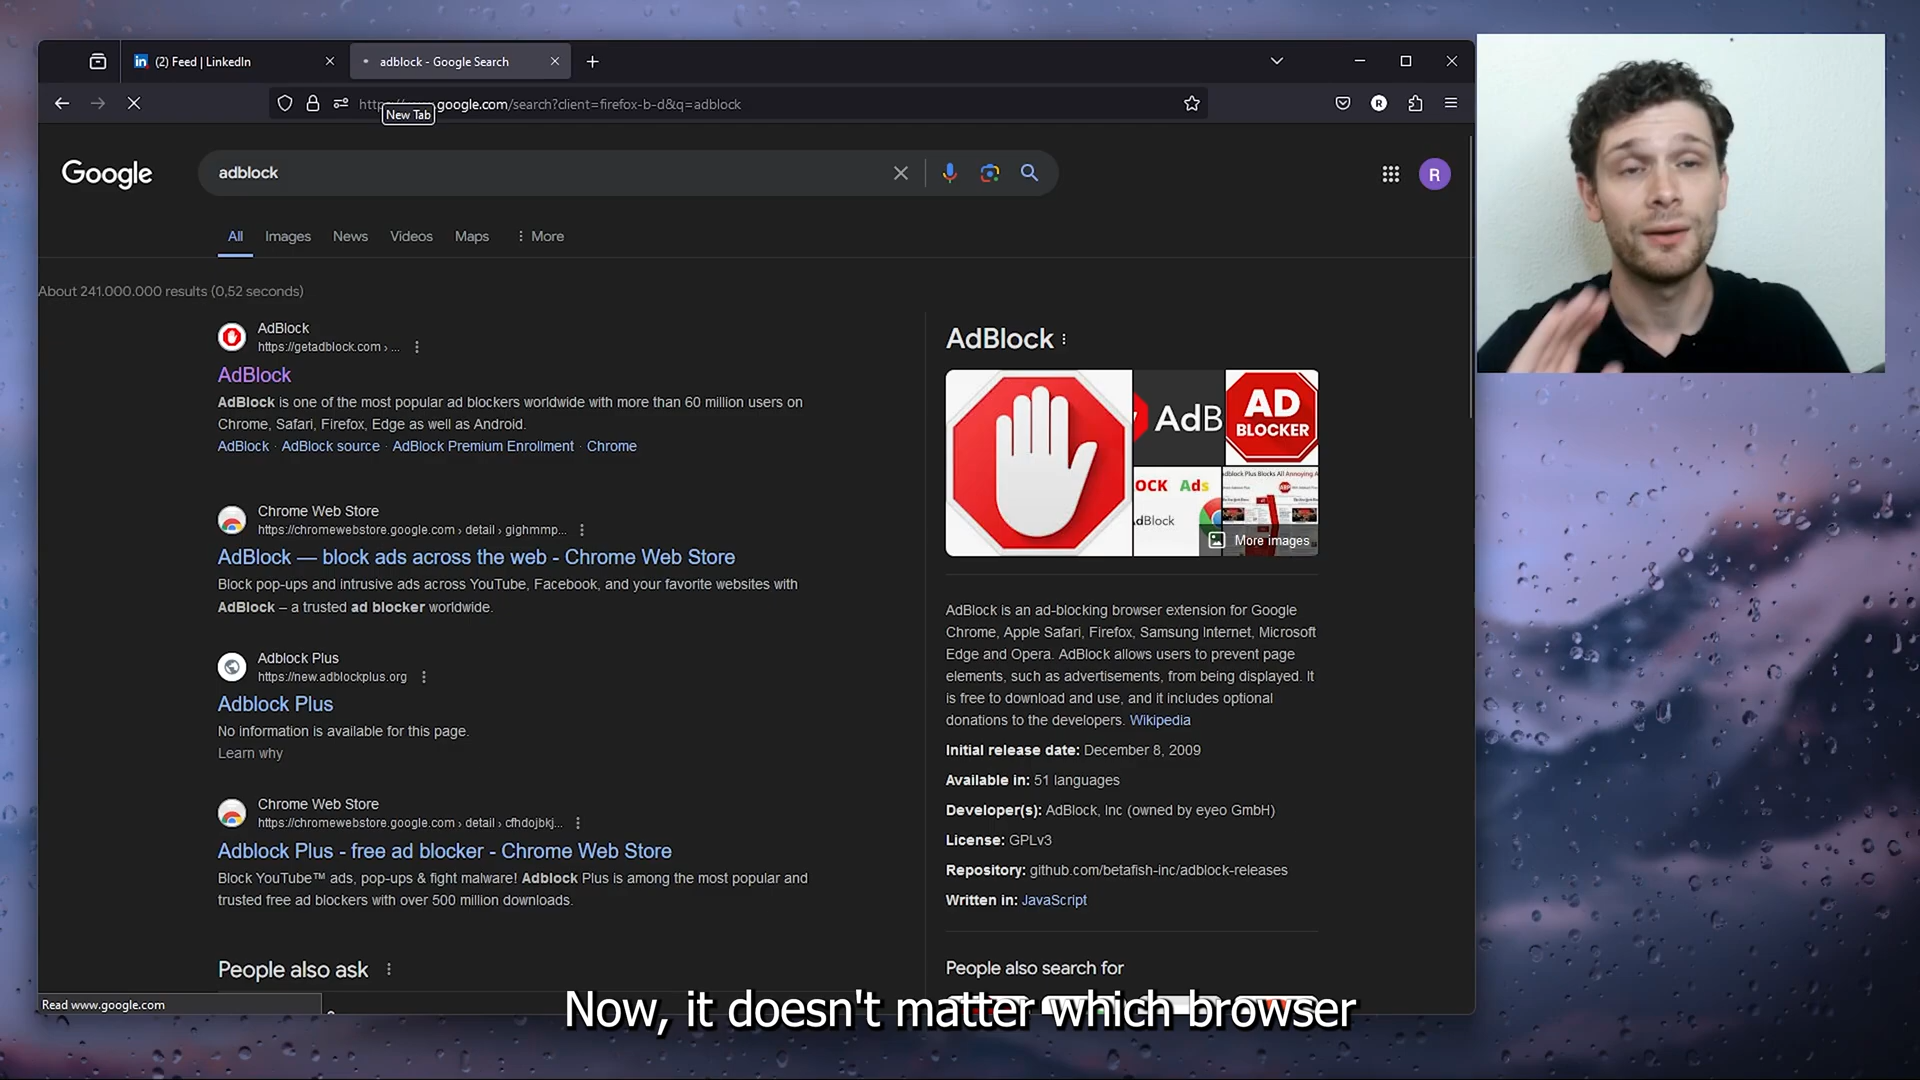 (2) Feed | LinkedIn
adblock - Google Search
google.com/search?client=firefox-b-d&q=adblock
New Tab
Google
adblock
R
All
Images
News
Videos
Maps
More
About 241.000.000 results (0,52 seconds)
AdBlock
https://getadblock.com › ...
AdBlock
AdBlock is one of the most popular ad blockers worldwide with more than 60 million users on
Chrome, Safari, Firefox, Edge as well as Android.
AdBlock · AdBlock source · AdBlock Premium Enrollment · Chrome
Chrome Web Store
https://chromewebstore.google.com › detail › gighmmp...
AdBlock — block ads across the web - Chrome Web Store
Block pop-ups and intrusive ads across YouTube, Facebook, and your favorite websites with
AdBlock – a trusted ad blocker worldwide.
Adblock Plus
https://new.adblockplus.org
Adblock Plus
No information is available for this page.
Learn why
Chrome Web Store
https://chromewebstore.google.com › detail › cfhdojbkj...
Adblock Plus - free ad blocker - Chrome Web Store
Block YouTube™ ads, pop-ups & fight malware! Adblock Plus is among the most popular and
trusted free ad blockers with over 500 million downloads.
People also ask
AdBlock
AdB
AD
BLOCKER
OCK Ads
dBlock
dblock Plus Blocks All Annoying A
More images
AdBlock is an ad-blocking browser extension for Google
Chrome, Apple Safari, Firefox, Samsung Internet, Microsoft
Edge and Opera. AdBlock allows users to prevent page
elements, such as advertisements, from being displayed. It
is free to download and use, and it includes optional
donations to the developers. Wikipedia
Initial release date: December 8, 2009
Available in: 51 languages
Developer(s): AdBlock, Inc (owned by eyeo GmbH)
License: GPLv3
Repository: github.com/betafish-inc/adblock-releases
Written in: JavaScript
People also search for
Read www.google.com
Now, it doesn't matter which browser